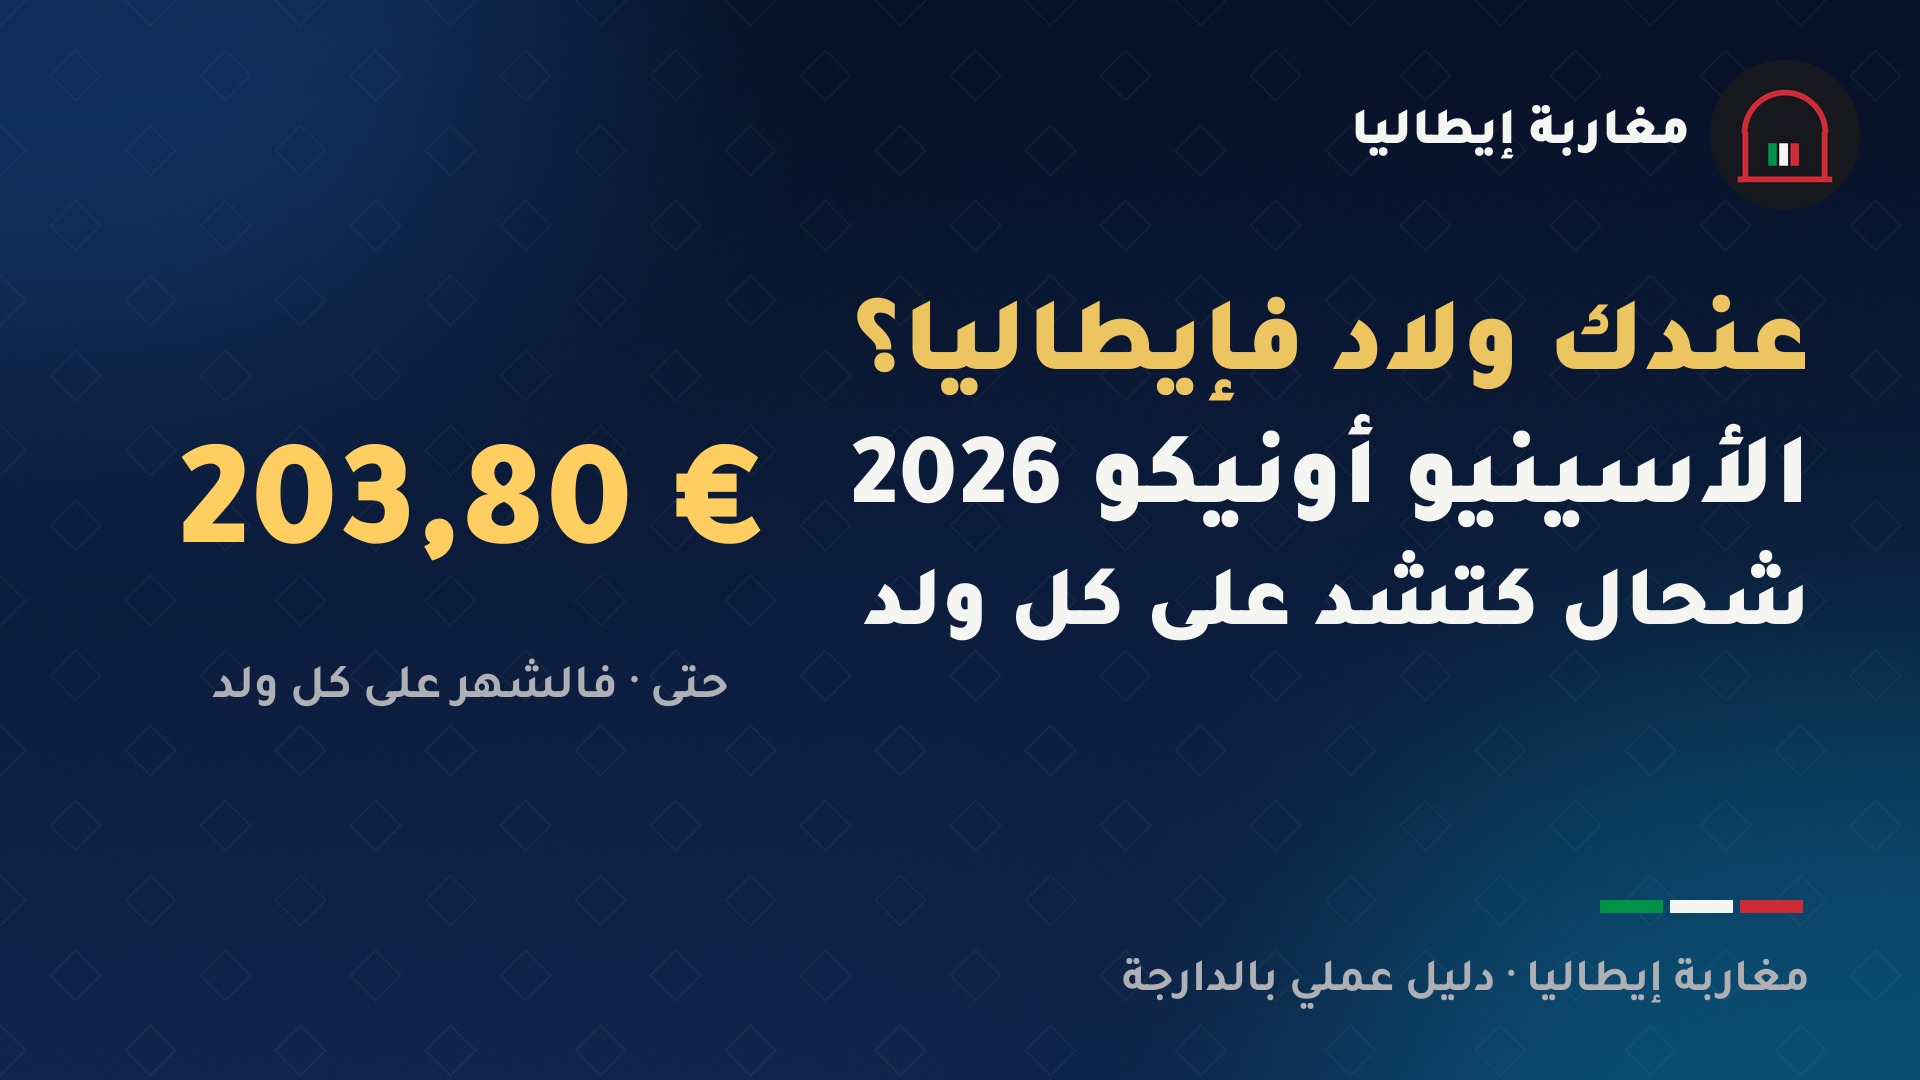 مغاربة إيطاليا
عندك ولاد فإيطاليا؟
الأسينيو أونيكو 2026
شحال كتشد على كل ولد
203,80 €
حتى · فالشهر على كل ولد
مغاربة إيطاليا · دليل عملي بالدارجة